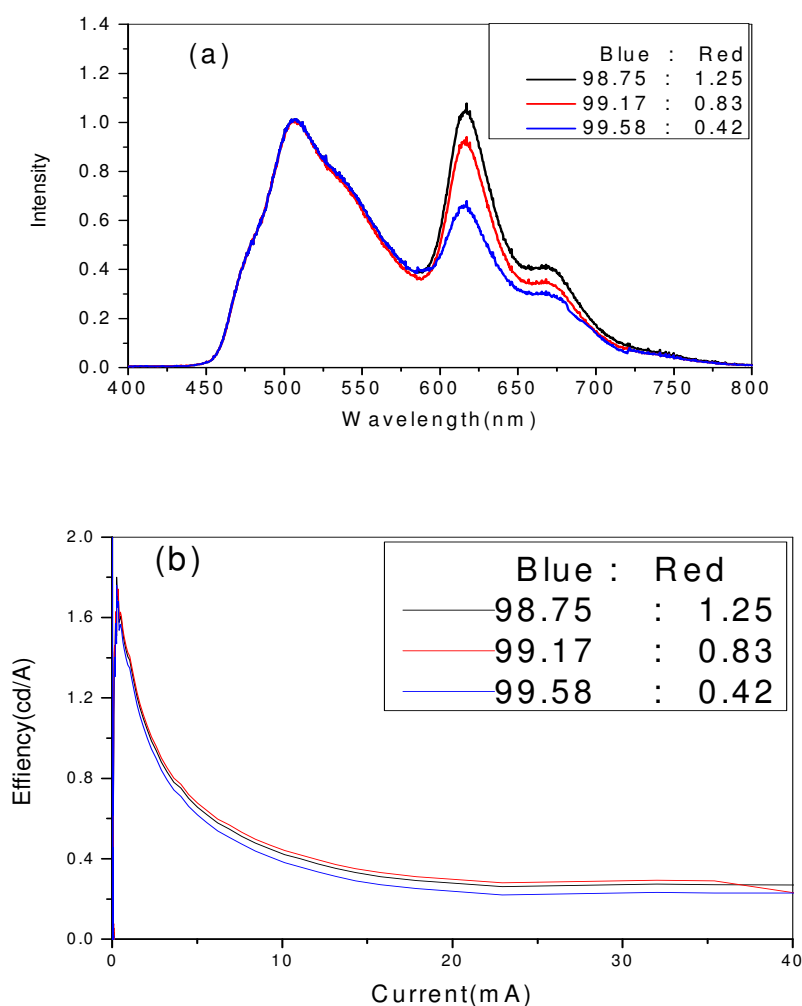 (a)
Blue : Red
98.75 : 1.25
99.17 : 0.83
99.58 : 0.42
1.4
1.2
1.0
0.8
0.6
0.4
0.2
0.0
Intensity
400 450 500 550 600 650 700 750 800
Wavelength(nm)
(b)
Blue : Red
98.75 : 1.25
99.17 : 0.83
99.58 : 0.42
2.0
1.6
1.2
0.8
0.4
0.0
Effiency(cd/A)
0 10 20 30 40
Current(mA)